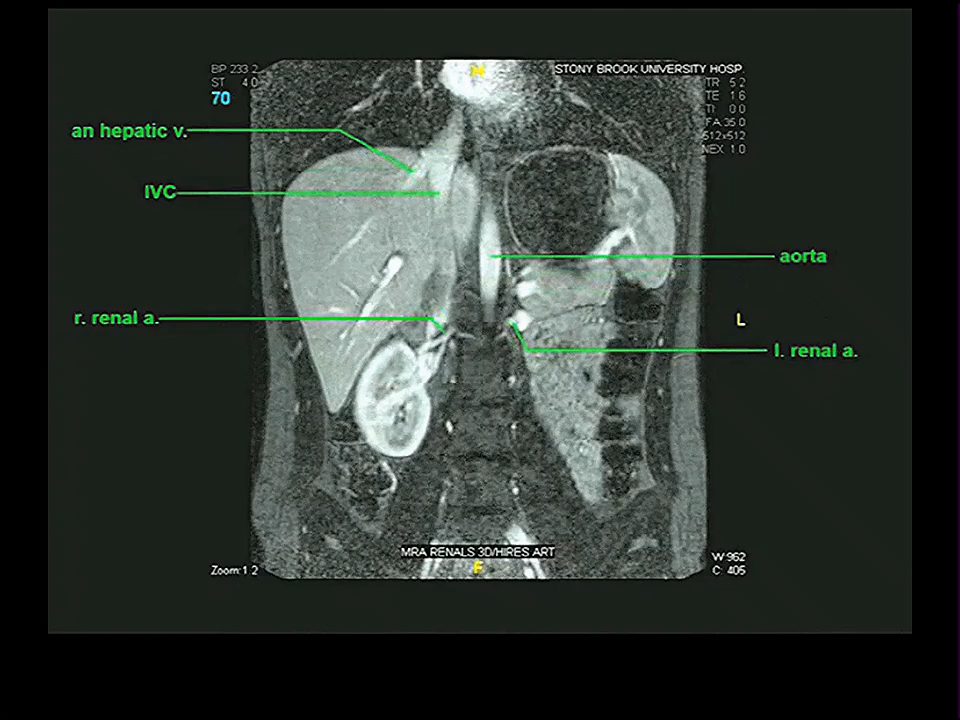 BP 233.2
ST 4.0
70
STONY BROOK UNIVERSITY HOSP.
TR 5.2
TE 1.6
TI 0.0
FA:35.0
512x512
NEX 1.0
H
an hepatic v.
IVC
aorta
r. renal a.
L
l. renal a.
MRA RENALS 3D/HIRES ART
F
Zoom:1.2
W 962
C: 405